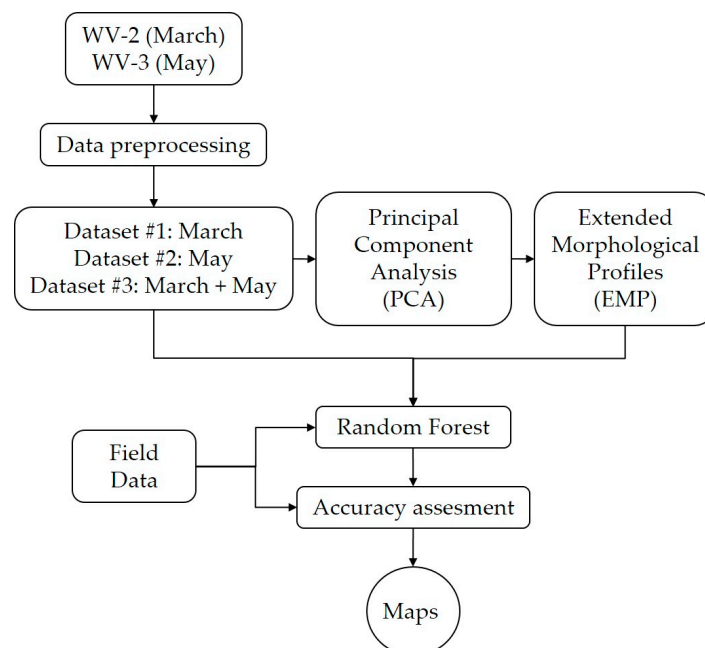 WV-2 (March)
WV-3 (May)
Data preprocessing
Dataset #1: March
Dataset #2: May
Dataset #3: March + May
Principal
Component
Analysis
(PCA)
Extended
Morphological
Profiles
(EMP)
Random Forest
Field
Data
Accuracy assesment
Maps